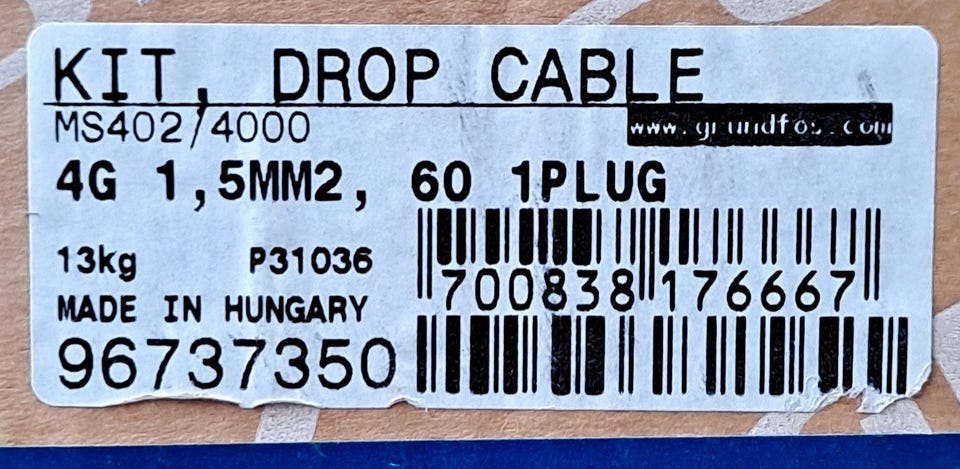 KIT, DROP CABLE
MS402/4000
www.grundfos.com
4G 1,5MM2, 60 1PLUG
13kg P31036
MADE IN HUNGARY
96737350
700838 176667